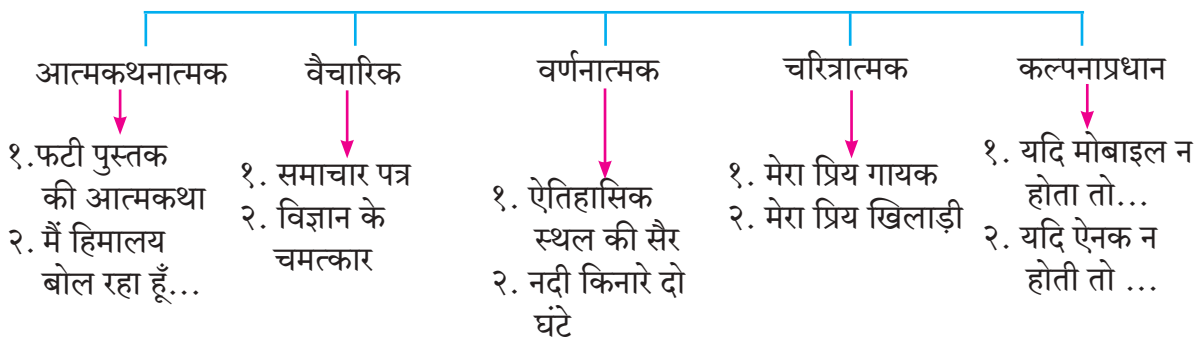 आत्मकथनात्मक
वैचारिक
वर्णनात्मक
चरित्रात्मक
कल्पनाप्रधान
१.फटी पुस्तक
की आत्मकथा
२. मैं हिमालय
बोल रहा हूँ...
१. समाचार पत्र
२. विज्ञान के
चमत्कार
१. ऐतिहासिक
स्थल की सैर
२. नदी किनारे दो
घंटे
१. मेरा प्रिय गायक
२. मेरा प्रिय खिलाड़ी
१. यदि मोबाइल न
होता तो...
२. यदि ऐनक न
होती तो ...